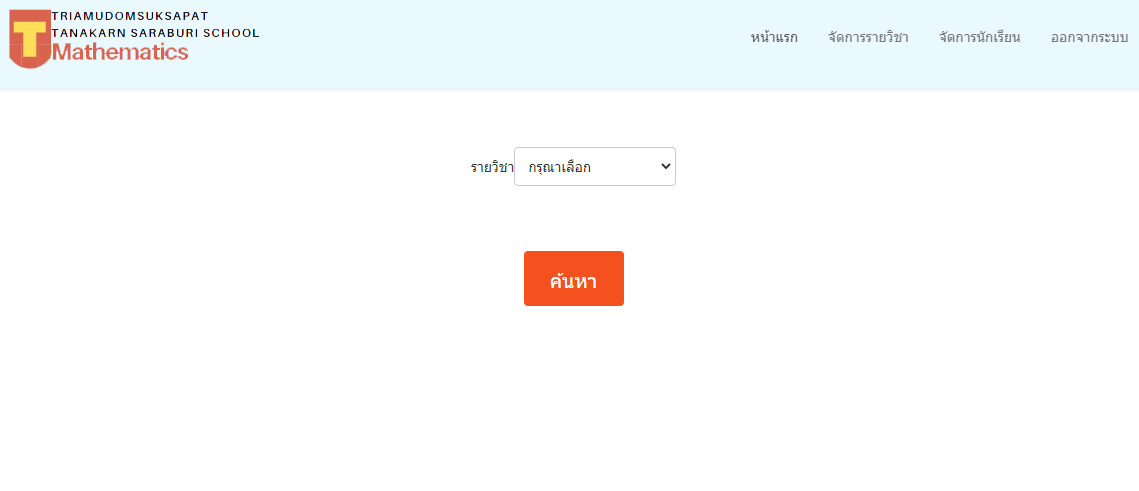 T
TRIAMUDOMSUKSAPAT
TANAKARN SARABURI SCHOOL
Mathematics
หน้าแรก จัดการรายวิชา จัดการนักเรียน ออกจากระบบ
รายวิชา กรุณาเลือก
ค้นหา